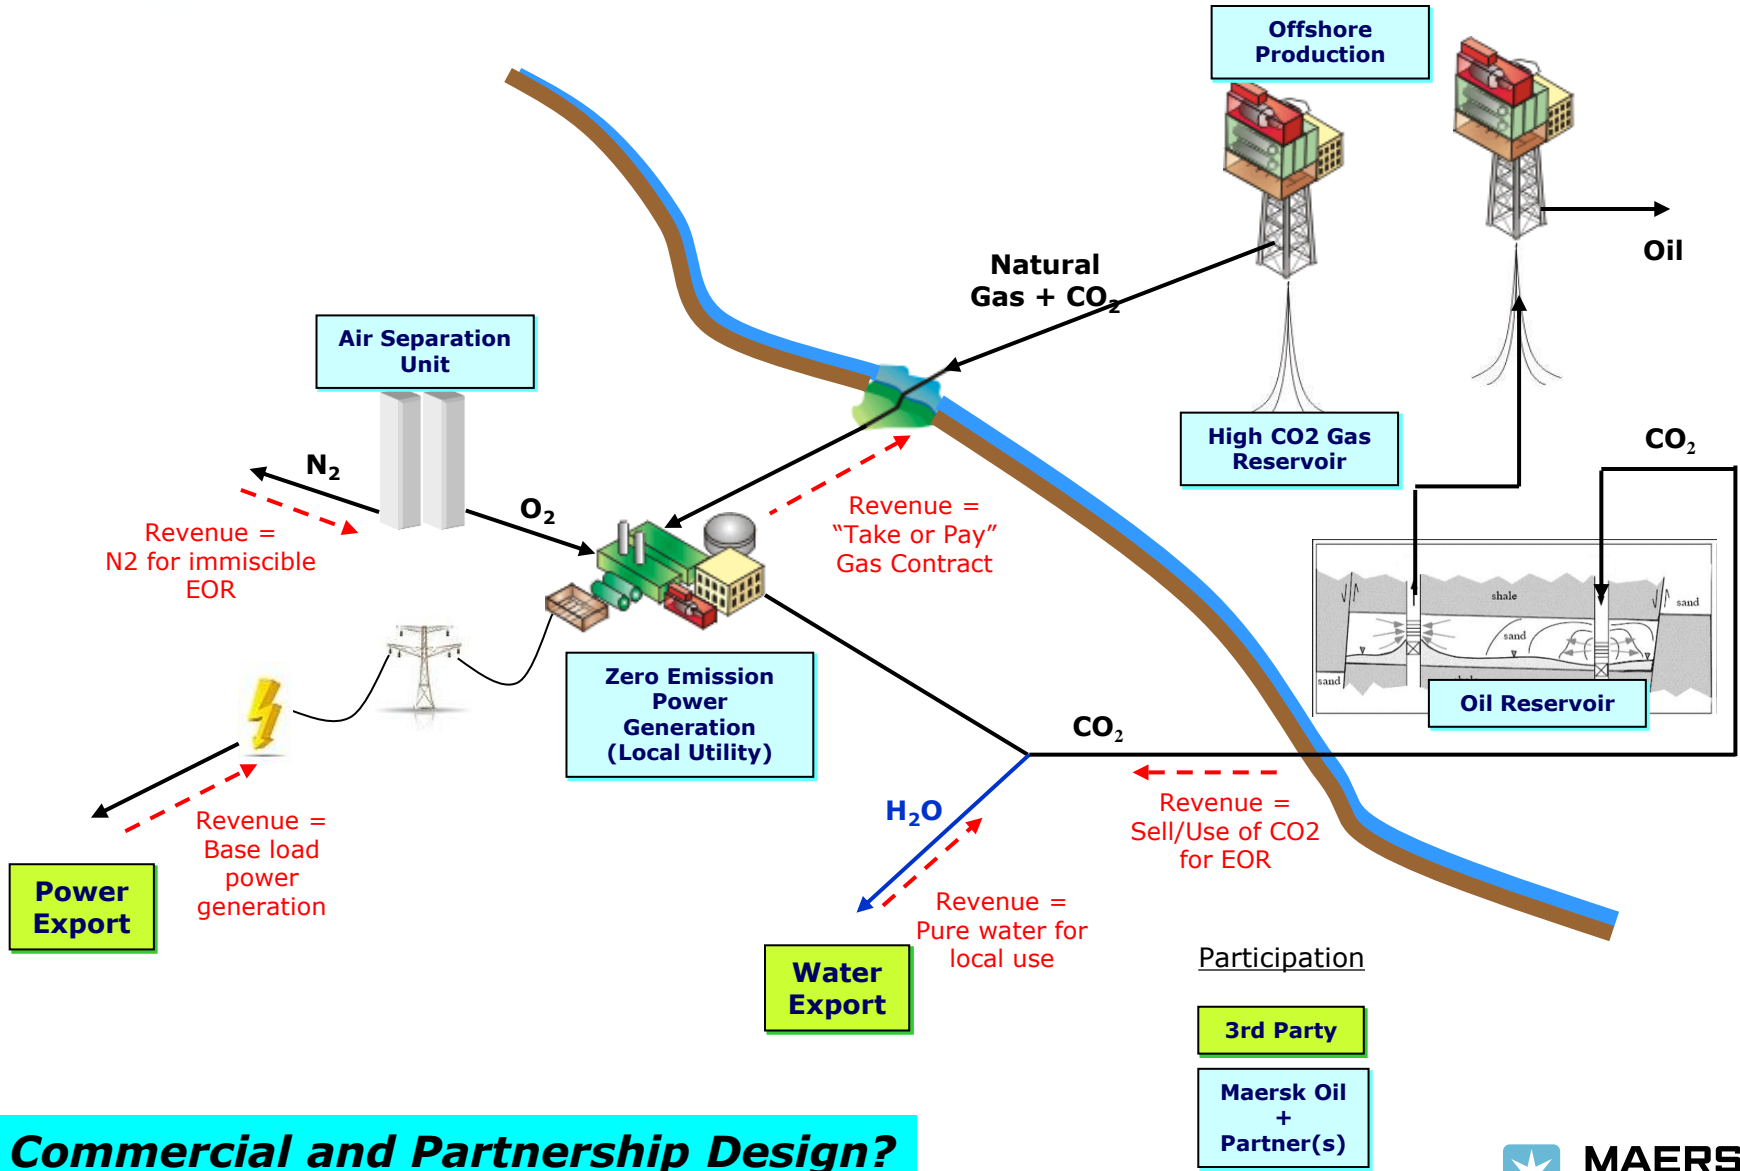 Offshore
Production
Oil
Natural
Gas + CO₂
Air Separation
Unit
High CO2 Gas
Reservoir
CO₂
N₂
O₂
Revenue =
"Take or Pay"
Gas Contract
Revenue =
N2 for immiscible
EOR
shale
sand
sand
sand
Oil Reservoir
Zero Emission
Power
Generation
(Local Utility)
CO₂
H₂O
Revenue =
Sell/Use of CO2
for EOR
Revenue =
Base load
power
generation
Power
Export
Revenue =
Pure water for
local use
Water
Export
Participation
3rd Party
Maersk Oil
+
Partner(s)
Commercial and Partnership Design?
MAERS